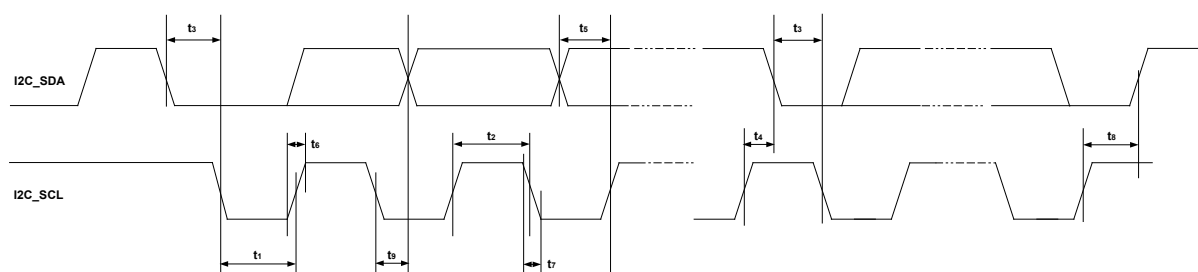 t3 t5 t3
I2C_SDA
t6 t2 t4 t8
I2C_SCL
t1 t9 t7